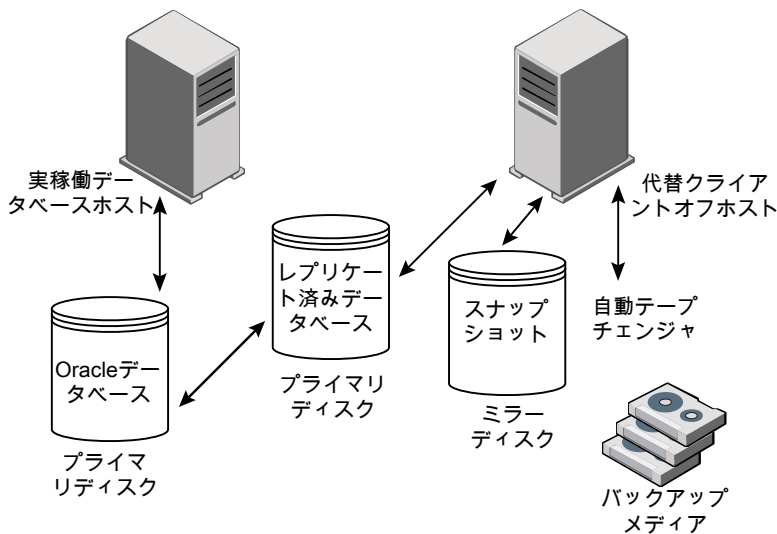 実稼働デー
タベースホスト
代替クライア
ントオフホスト
レプリケー
ト済みデー
タベース
スナップ
ショット
自動テープ
チェンジャ
Oracleデー
タベース
プライマリ
ディスク
ミラー
ディスク
プライマ
リディスク
バックアップ
メディア